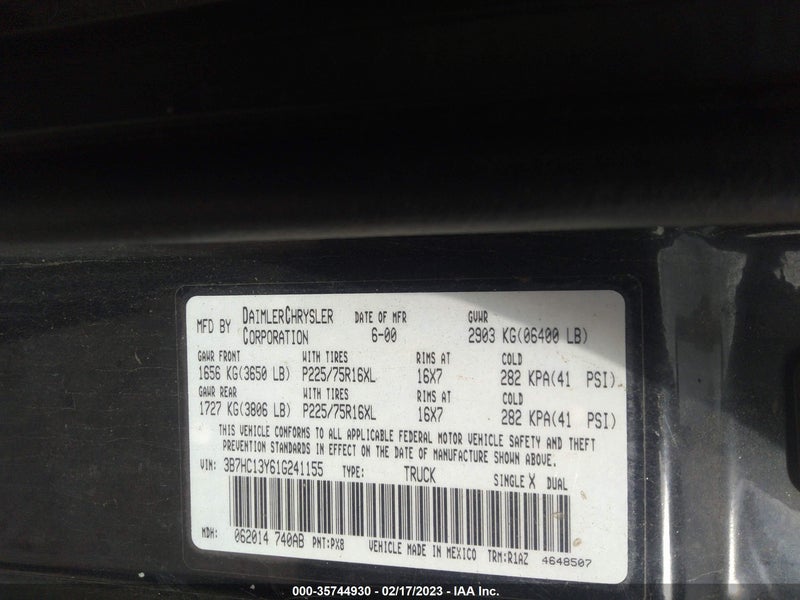 MFD BY DAIMLERCHRYSLER CORPORATION DATE OF MFR 6-00 GVWR 2903 KG(06400 LB)
GAWR FRONT WITH TIRES RIMS AT COLD
1656 KG(3650 LB) P225/75R16XL 16X7 282 KPA(41 PSI)
GAWR REAR WITH TIRES RIMS AT COLD
1727 KG(3806 LB) P225/75R16XL 16X7 282 KPA(41 PSI)
THIS VEHICLE CONFORMS TO ALL APPLICABLE FEDERAL MOTOR VEHICLE SAFETY AND THEFT
PREVENTION STANDARDS IN EFFECT ON THE DATE OF MANUFACTURE SHOWN ABOVE.
VIN: 3B7HC13Y61G241155 TYPE: TRUCK SINGLE X DUAL
MDH: 062014 740AB PNT:PX8 VEHICLE MADE IN MEXICO TRM:R1AZ 4648507
000-35744930 - 02/17/2023 - IAA Inc.